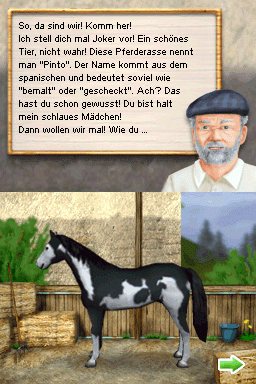 So, da sind wir! Komm her!
Ich stell dich mal Joker vor! Ein schönes
Tier, nicht wahr! Diese Pferderasse nennt
man "Pinto". Der Name kommt aus dem
spanischen und bedeutet soviel wie
"bemalt" oder "gescheckt". Ach? Das
hast du schon gewusst! Du bist halt
mein schlaues Mädchen!
Dann wollen wir mal! Wie du ...